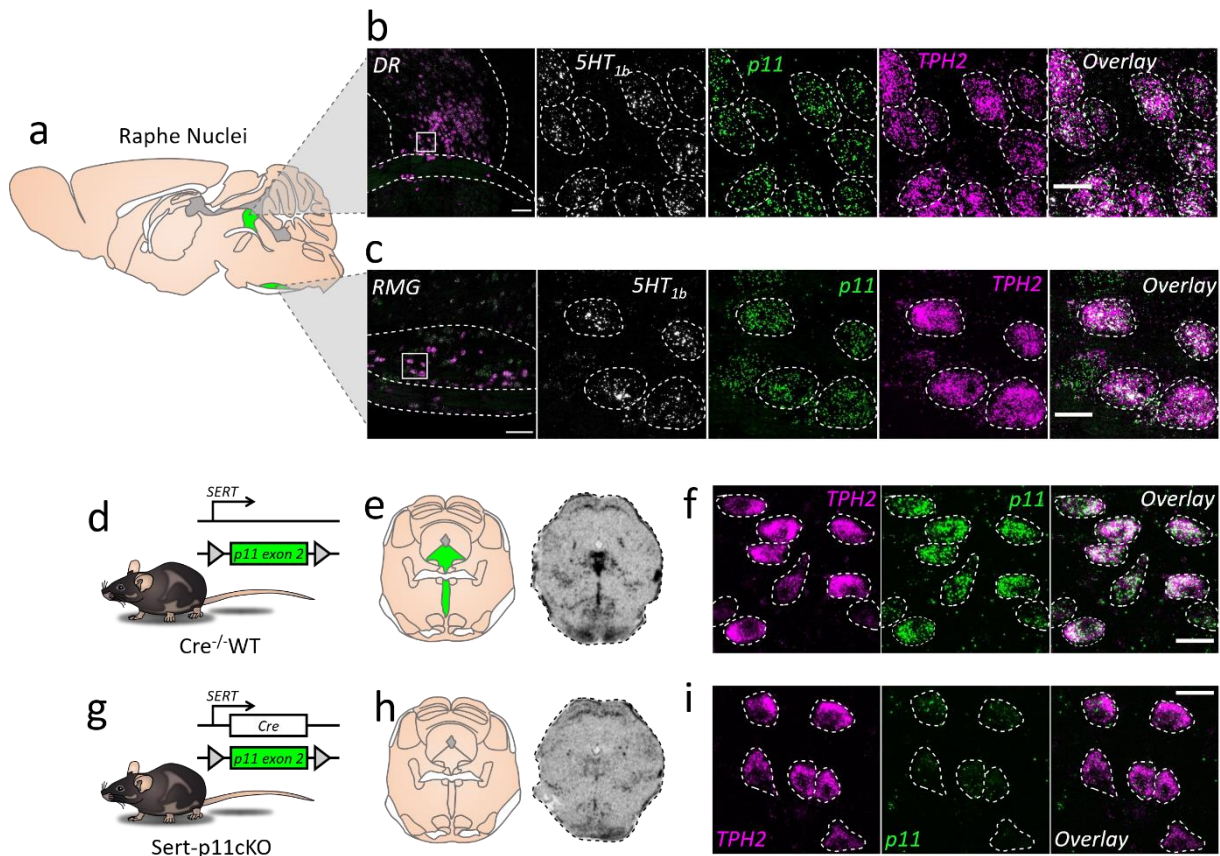 a
Raphe Nuclei
b
DR
5HT1b
p11
TPH2
Overlay
c
RMG
5HT1b
p11
TPH2
Overlay
d
SERT
p11 exon 2
Cre-/-WT
e
f
TPH2
p11
Overlay
g
SERT
Cre
p11 exon 2
Sert-p11cKO
h
i
TPH2
p11
Overlay